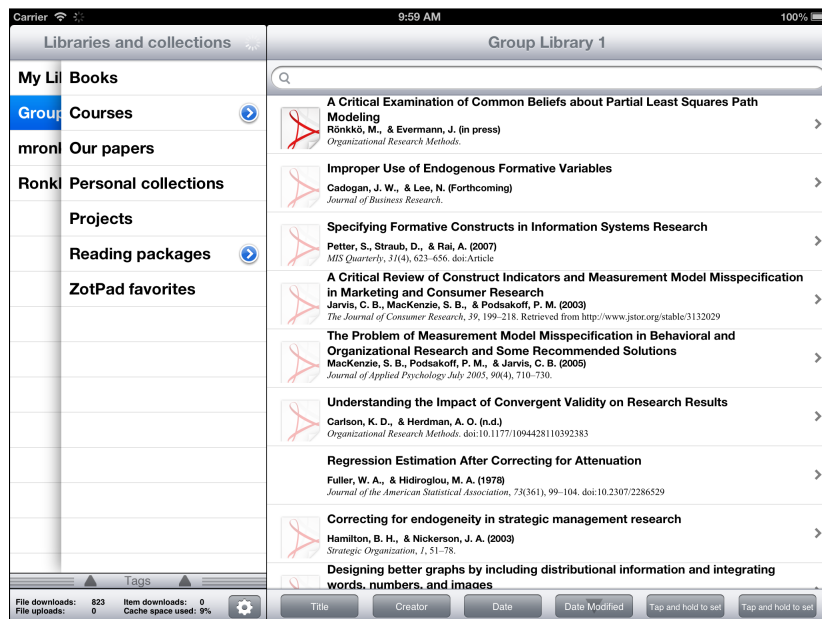 Carrier 9:59 AM 100%
Libraries and collections
Group Library 1
My Li
Group
mronk
Ronkl
Books
Courses
Our papers
Personal collections
Projects
Reading packages
ZotPad favorites
A Critical Examination of Common Beliefs about Partial Least Squares Path
Modeling
Rönkkö, M., & Evermann, J. (in press)
Organizational Research Methods.
Improper Use of Endogenous Formative Variables
Cadogan, J. W., & Lee, N. (Forthcoming)
Journal of Business Research.
Specifying Formative Constructs in Information Systems Research
Petter, S., Straub, D., & Rai, A. (2007)
MIS Quarterly, 31(4), 623–656. doi:Article
A Critical Review of Construct Indicators and Measurement Model Misspecification
in Marketing and Consumer Research
Jarvis, C. B., MacKenzie, S. B., & Podsakoff, P. M. (2003)
The Journal of Consumer Research, 39, 199–218. Retrieved from http://www.jstor.org/stable/3132029
The Problem of Measurement Model Misspecification in Behavioral and
Organizational Research and Some Recommended Solutions
MacKenzie, S. B., Podsakoff, P. M., & Jarvis, C. B. (2005)
Journal of Applied Psychology July 2005, 90(4), 710–730.
Understanding the Impact of Convergent Validity on Research Results
Carlson, K. D., & Herdman, A. O. (n.d.)
Organizational Research Methods. doi:10.1177/1094428110392383
Regression Estimation After Correcting for Attenuation
Fuller, W. A., & Hidiroglou, M. A. (1978)
Journal of the American Statistical Association, 73(361), 99–104. doi:10.2307/2286529
Correcting for endogeneity in strategic management research
Hamilton, B. H., & Nickerson, J. A. (2003)
Strategic Organization, 1, 51–78.
Designing better graphs by including distributional information and integrating
words, numbers, and images
Tags
File downloads: 823 Item downloads: 0
File uploads: 0 Cache space used: 9%
Title Creator Date Date Modified Tap and hold to set Tap and hold to set